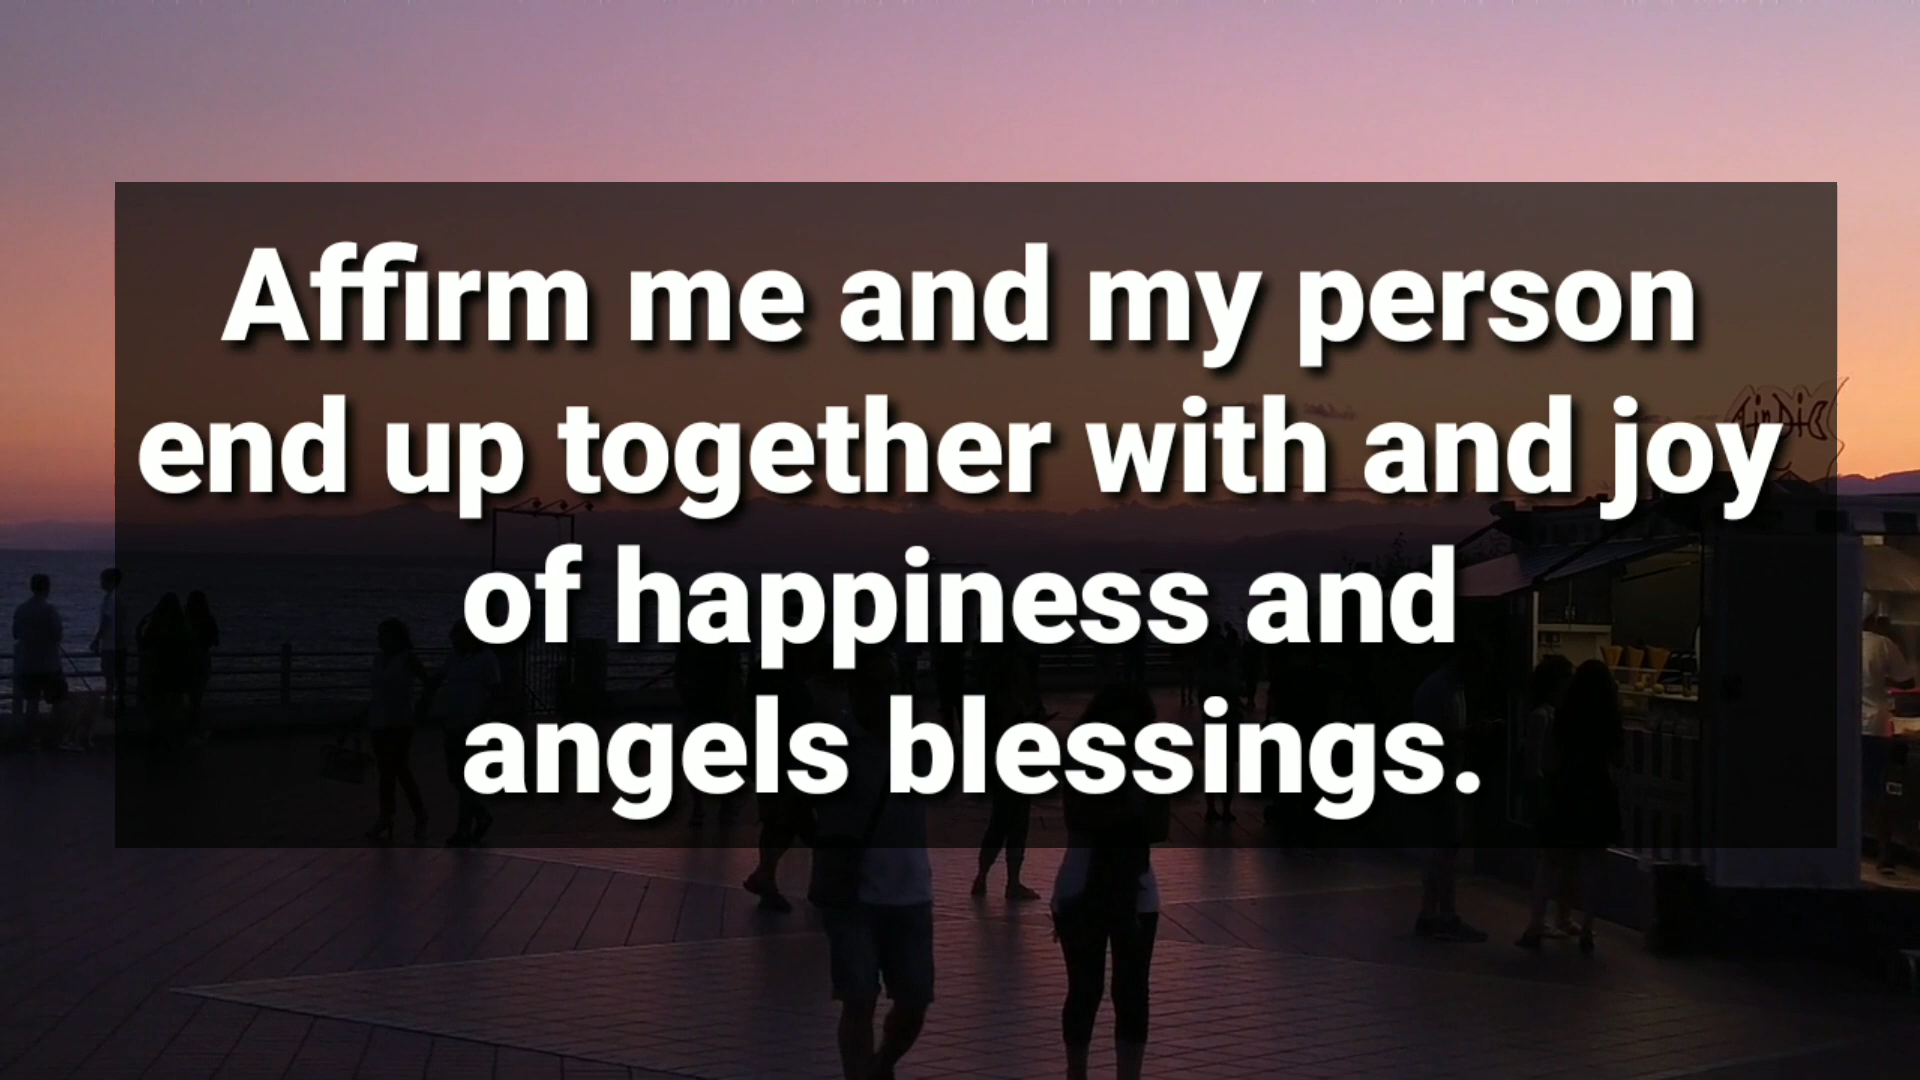 Affirm me and my person
end up together with and joy
of happiness and
angels blessings.